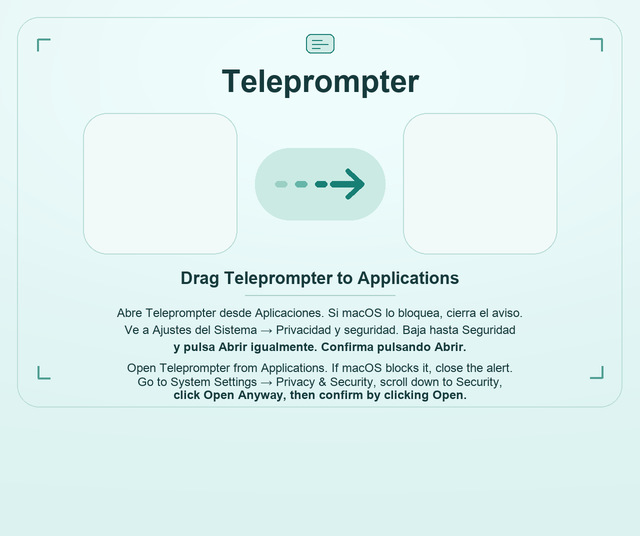 Teleprompter
Drag Teleprompter to Applications
Abre Teleprompter desde Aplicaciones. Si macOS lo bloquea, cierra el aviso.
Ve a Ajustes del Sistema → Privacidad y seguridad. Baja hasta Seguridad
y pulsa Abrir igualmente. Confirma pulsando Abrir.
Open Teleprompter from Applications. If macOS blocks it, close the alert.
Go to System Settings → Privacy & Security, scroll down to Security,
click Open Anyway, then confirm by clicking Open.